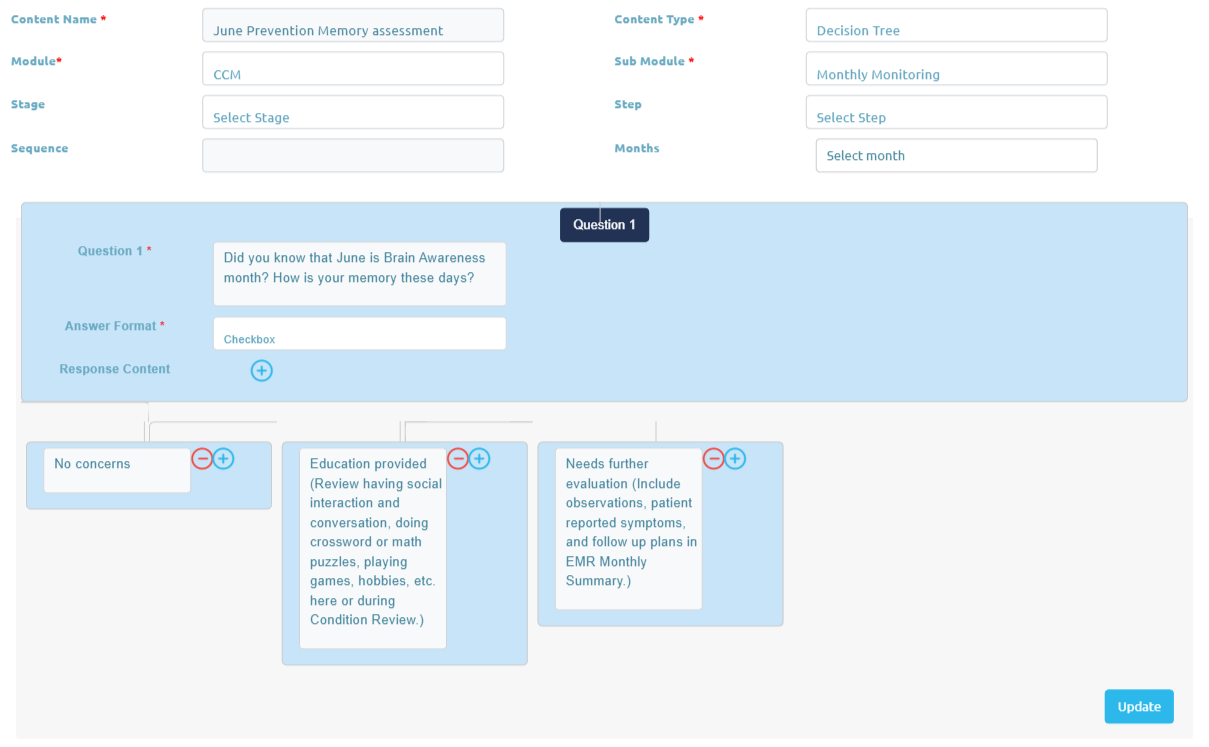 Content Name *
June Prevention Memory assessment
Content Type *
Decision Tree
Module*
CCM
Sub Module *
Monthly Monitoring
Stage
Select Stage
Step
Select Step
Sequence
Months
Select month
Question 1
Question 1 *
Did you know that June is Brain Awareness
month? How is your memory these days?
Answer Format *
Checkbox
Response Content
No concerns
Education provided
(Review having social
interaction and
conversation, doing
crossword or math
puzzles, playing
games, hobbies, etc.
here or during
Condition Review.)
Needs further
evaluation (Include
observations, patient
reported symptoms,
and follow up plans in
EMR Monthly
Summary.)
Update